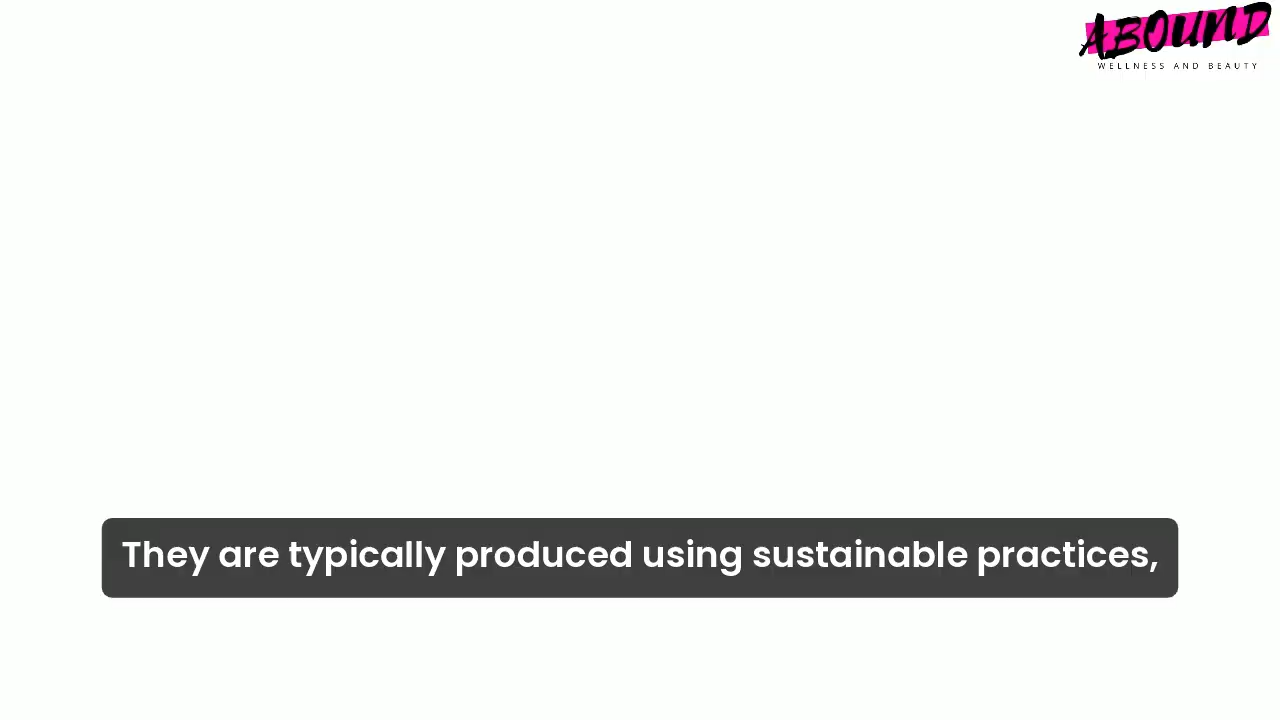 ABOUND
WELLNESS AND BEAUTY
They are typically produced using sustainable practices,